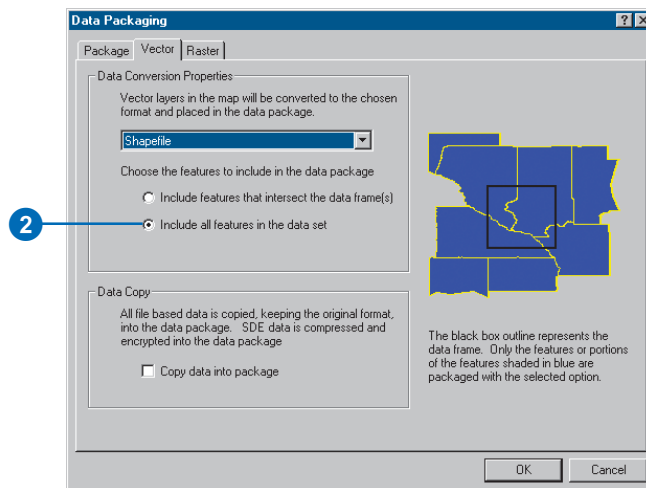 Data Packaging
Package Vector Raster
Data Conversion Properties
Vector layers in the map will be converted to the chosen
format and placed in the data package.
Shapefile
Choose the features to include in the data package
Include features that intersect the data frame(s)
2
Include all features in the data set
Data Copy
All file based data is copied, keeping the original format,
into the data package. SDE data is compressed and
encrypted into the data package
Copy data into package
The black box outline represents the
data frame. Only the features or portions
of the features shaded in blue are
packaged with the selected option.
OK Cancel